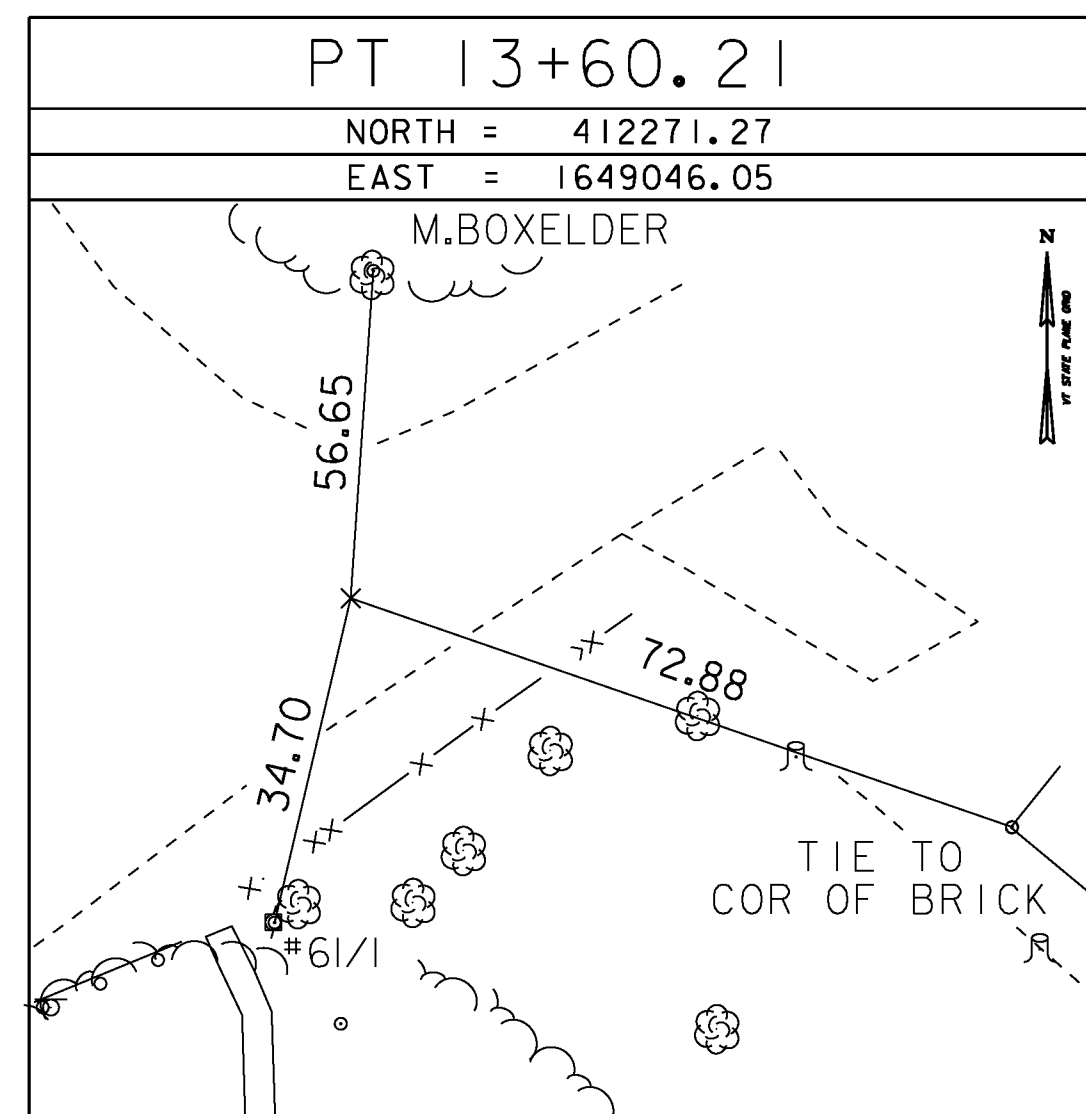 PT 13+60.21
NORTH = 412271.27
EAST = 1649046.05
M.BOXELDER
N
VT STATE PLANE GRID
56.65
72.88
34.70
TIE TO
COR OF BRICK
#61/1